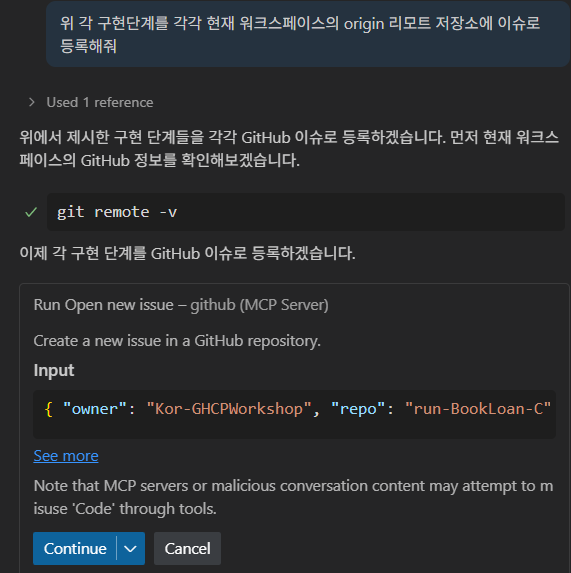 위 각 구현단계를 각각 현재 워크스페이스의 origin 리모트 저장소에 이슈로
등록해줘
Used 1 reference
위에서 제시한 구현 단계들을 각각 GitHub 이슈로 등록하겠습니다. 먼저 현재 워크스
페이스의 GitHub 정보를 확인해보겠습니다.
git remote -v
이제 각 구현 단계를 GitHub 이슈로 등록하겠습니다.
Run Open new issue – github (MCP Server)
Create a new issue in a GitHub repository.
Input
{ "owner": "Kor-GHCPWorkshop", "repo": "run-BookLoan-C"
See more
Note that MCP servers or malicious conversation content may attempt to m
isuse 'Code' through tools.
Continue
Cancel